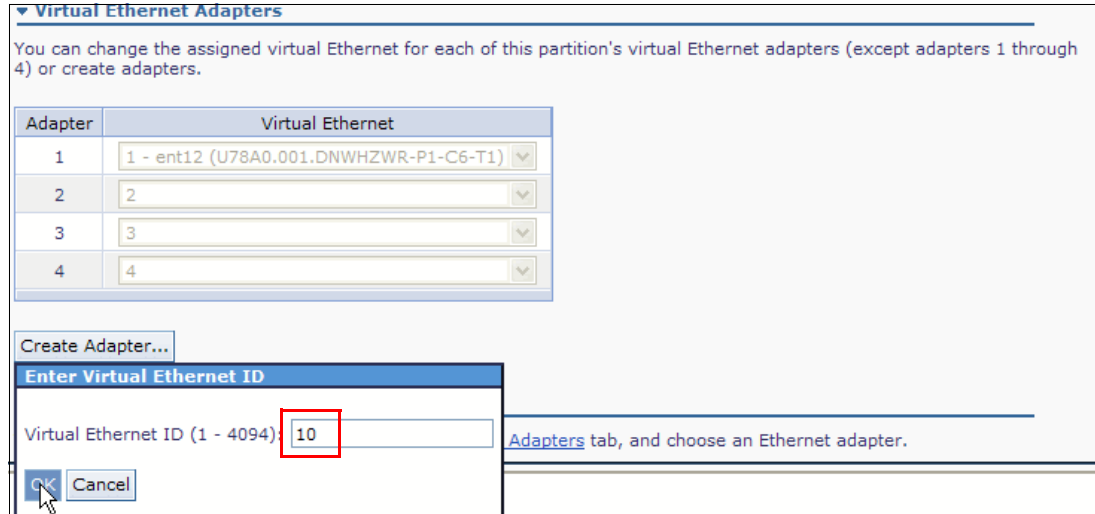 Virtual Ethernet Adapters
You can change the assigned virtual Ethernet for each of this partition's virtual Ethernet adapters (except adapters 1 through
4) or create adapters.
Adapter Virtual Ethernet
1 1 - ent12 (U78A0.001.DNWHZWR-P1-C6-T1)
2 2
3 3
4 4
Create Adapter...
Enter Virtual Ethernet ID
Virtual Ethernet ID (1 - 4094): 10
Adapters tab, and choose an Ethernet adapter.
OK Cancel